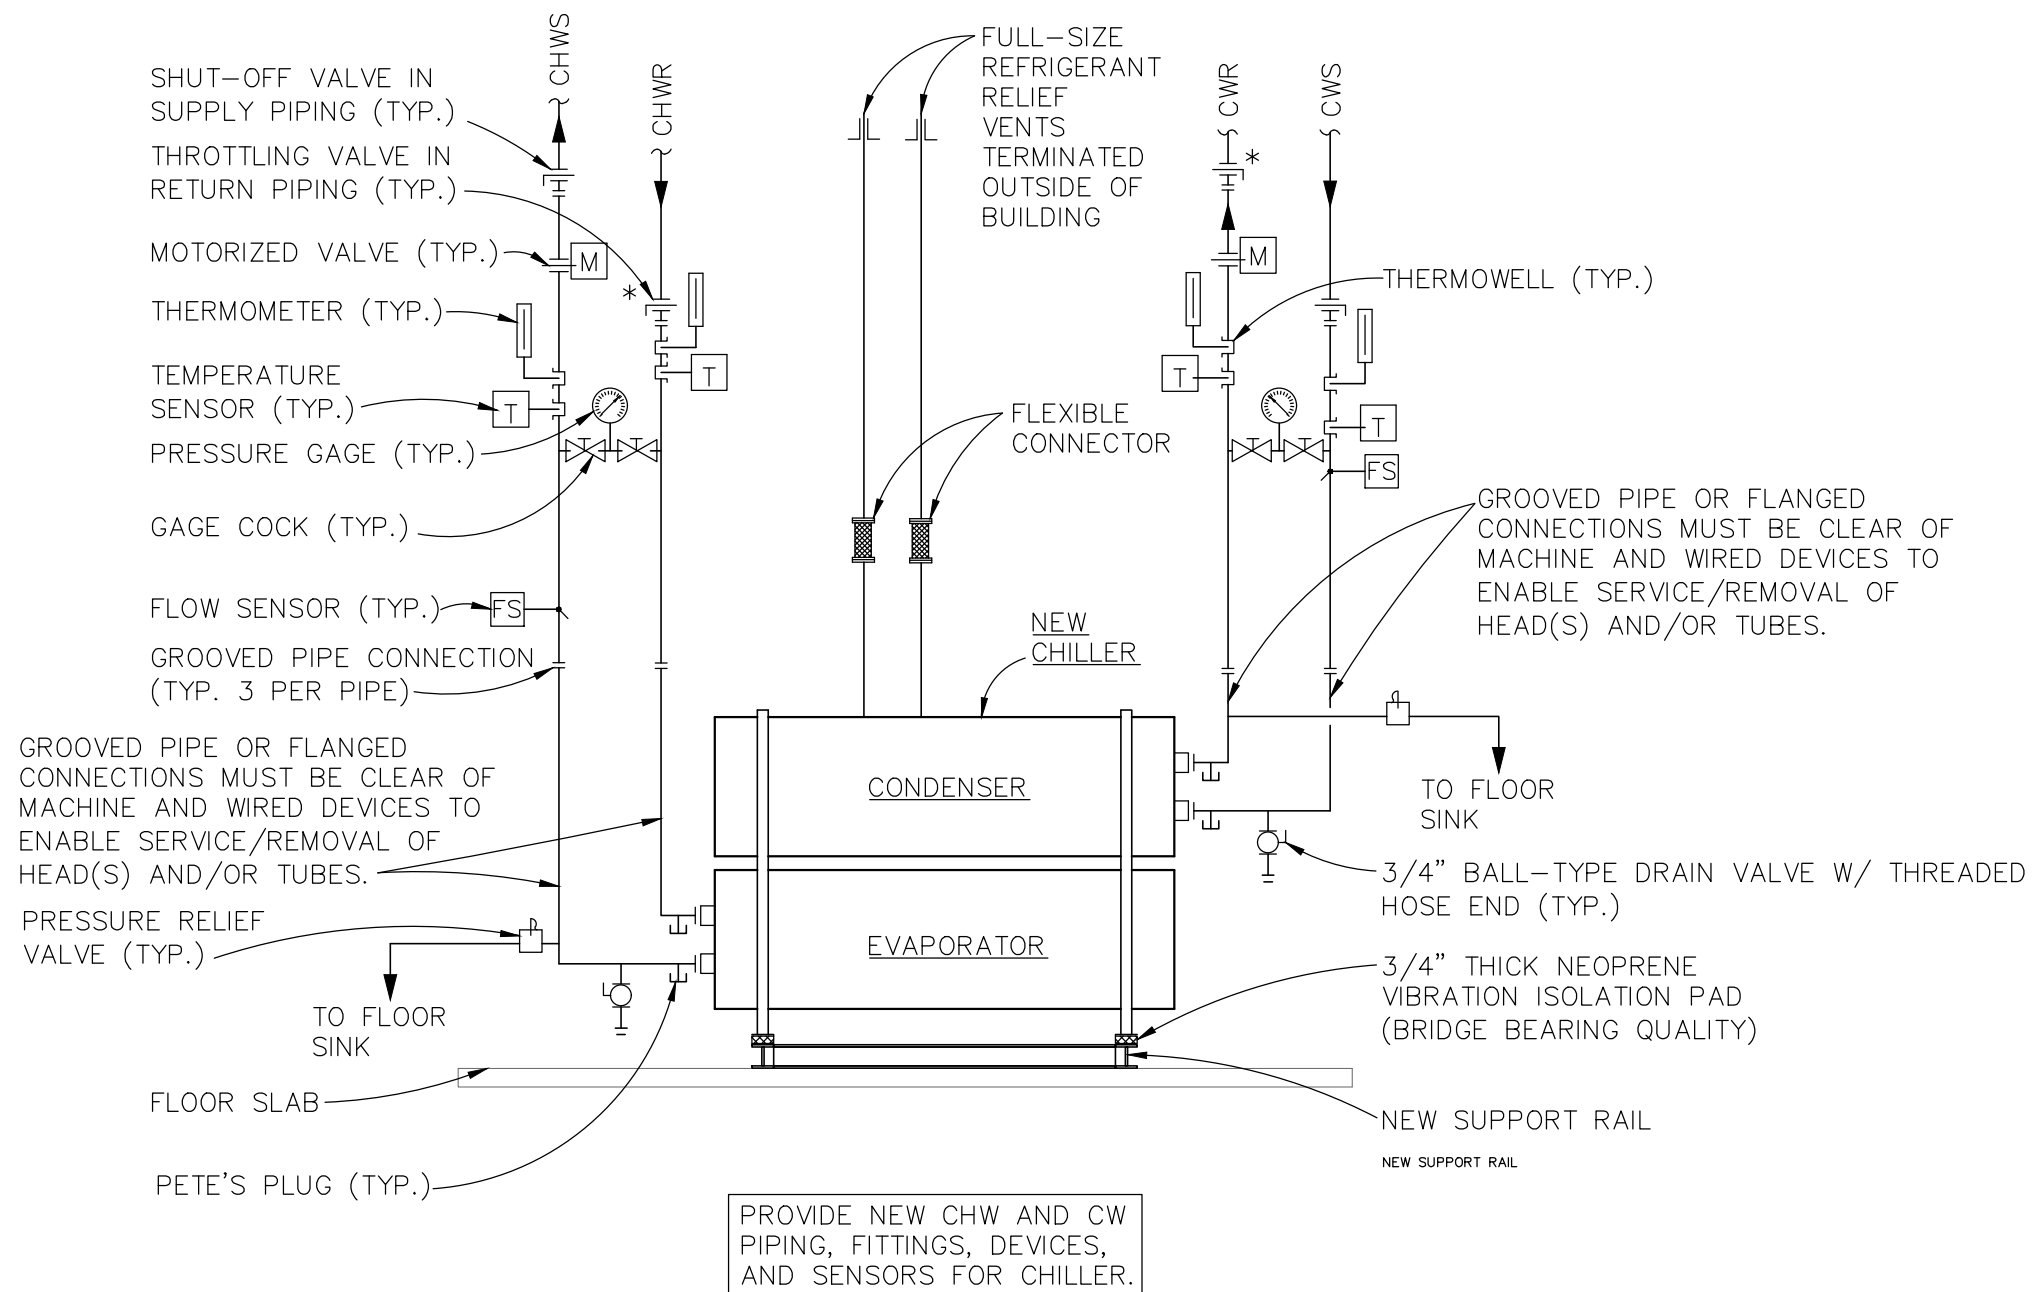 CHWS
CHWR
CWR
CWS
SHUT-OFF VALVE IN
SUPPLY PIPING (TYP.)
THROTTLING VALVE IN
RETURN PIPING (TYP.)
MOTORIZED VALVE (TYP.)
M
*
THERMOMETER (TYP.)
TEMPERATURE
SENSOR (TYP.)
T
T
PRESSURE GAGE (TYP.)
GAGE COCK (TYP.)
FLOW SENSOR (TYP.)
FS
GROOVED PIPE CONNECTION
(TYP. 3 PER PIPE)
GROOVED PIPE OR FLANGED
CONNECTIONS MUST BE CLEAR OF
MACHINE AND WIRED DEVICES TO
ENABLE SERVICE/REMOVAL OF
HEAD(S) AND/OR TUBES.
PRESSURE RELIEF
VALVE (TYP.)
TO FLOOR
SINK
FLOOR SLAB
PETE'S PLUG (TYP.)
FULL-SIZE
REFRIGERANT
RELIEF
VENTS
TERMINATED
OUTSIDE OF
BUILDING
FLEXIBLE
CONNECTOR
NEW
CHILLER
CONDENSER
EVAPORATOR
*
M
THERMOWELL (TYP.)
T
T
FS
GROOVED PIPE OR FLANGED
CONNECTIONS MUST BE CLEAR OF
MACHINE AND WIRED DEVICES TO
ENABLE SERVICE/REMOVAL OF
HEAD(S) AND/OR TUBES.
TO FLOOR
SINK
3/4" BALL-TYPE DRAIN VALVE W/ THREADED
HOSE END (TYP.)
3/4" THICK NEOPRENE
VIBRATION ISOLATION PAD
(BRIDGE BEARING QUALITY)
NEW SUPPORT RAIL
NEW SUPPORT RAIL
PROVIDE NEW CHW AND CW
PIPING, FITTINGS, DEVICES,
AND SENSORS FOR CHILLER.